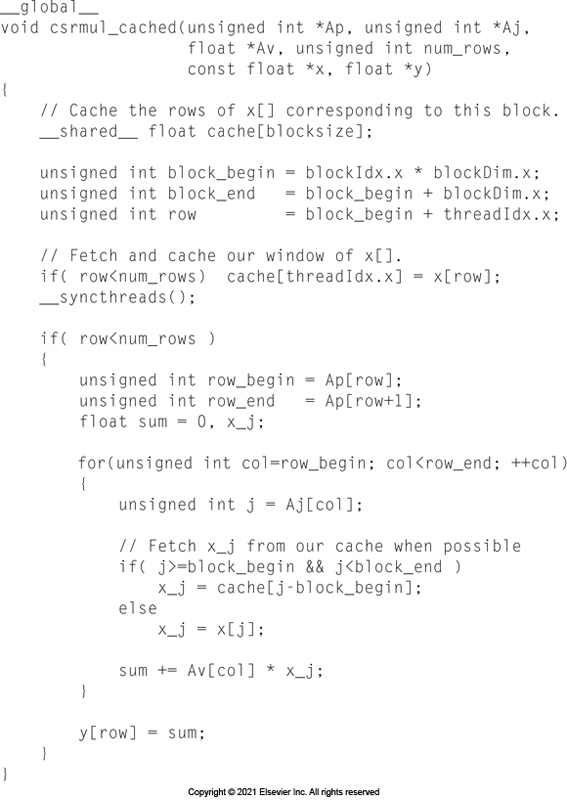 __global__
void csrmul_cached(unsigned int *Ap, unsigned int *Aj,
                   float *Av, unsigned int num_rows,
                   const float *x, float *y)
{
    // Cache the rows of x[] corresponding to this block.
    __shared__ float cache[blocksize];

    unsigned int block_begin = blockIdx.x * blockDim.x;
    unsigned int block_end   = block_begin + blockDim.x;
    unsigned int row         = block_begin + threadIdx.x;

    // Fetch and cache our window of x[].
    if( row<num_rows)  cache[threadIdx.x] = x[row];
    __syncthreads();

    if( row<num_rows )
    {
        unsigned int row_begin = Ap[row];
        unsigned int row_end   = Ap[row+1];
        float sum = 0, x_j;

        for(unsigned int col=row_begin; col<row_end; ++col)
        {
            unsigned int j = Aj[col];

            // Fetch x_j from our cache when possible
            if( j>=block_begin && j<block_end )
                x_j = cache[j-block_begin];
            else
                x_j = x[j];

            sum += Av[col] * x_j;
        }

        y[row] = sum;
    }
}
Copyright © 2021 Elsevier Inc. All rights reserved